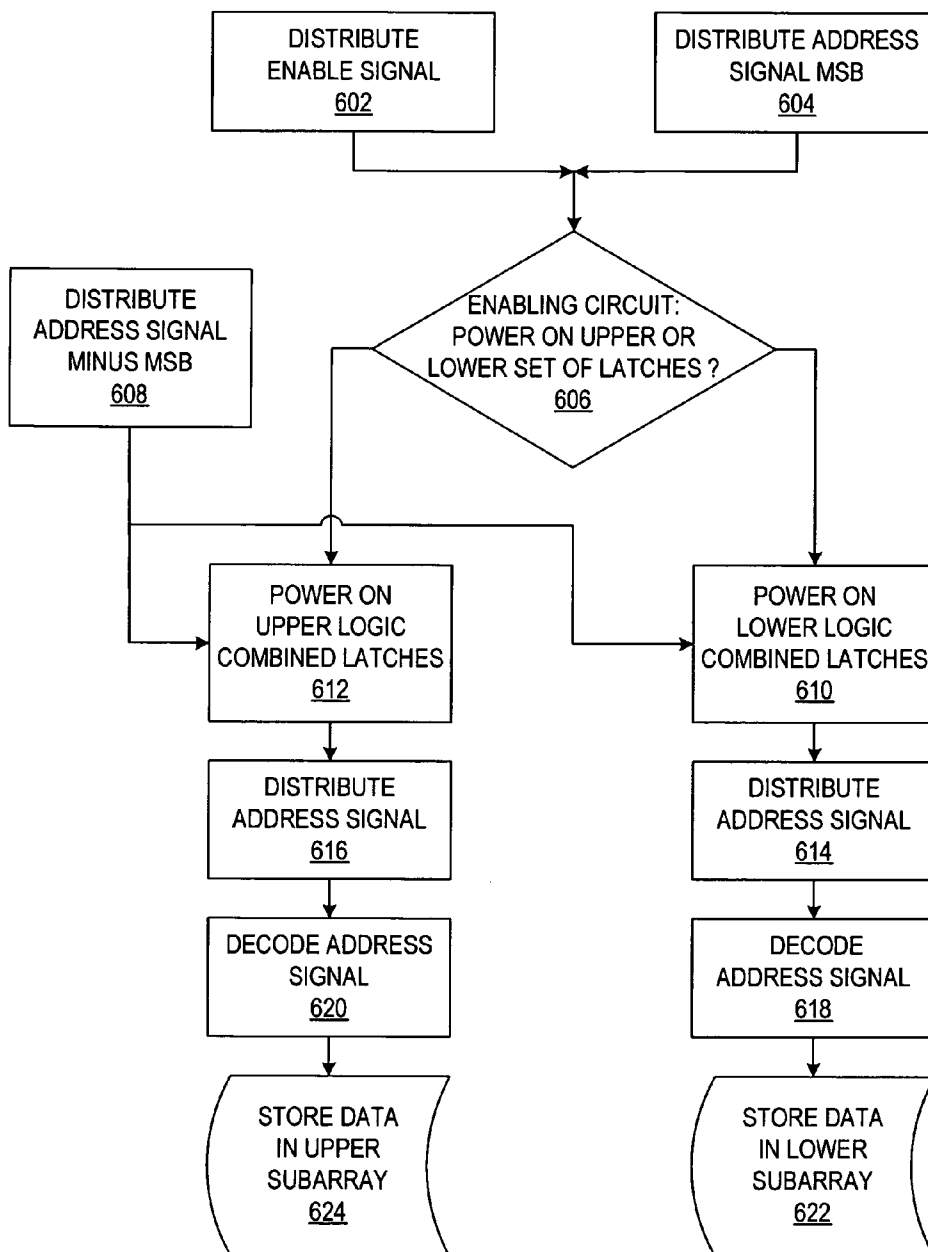 DISTRIBUTE
ENABLE SIGNAL
602
DISTRIBUTE ADDRESS
SIGNAL MSB
604
DISTRIBUTE
ADDRESS SIGNAL
MINUS MSB
608
ENABLING CIRCUIT:
POWER ON UPPER OR
LOWER SET OF LATCHES ?
606
POWER ON
UPPER LOGIC
COMBINED LATCHES
612
POWER ON
LOWER LOGIC
COMBINED LATCHES
610
DISTRIBUTE
ADDRESS SIGNAL
616
DISTRIBUTE
ADDRESS SIGNAL
614
DECODE ADDRESS
SIGNAL
620
DECODE
ADDRESS SIGNAL
618
STORE DATA
IN UPPER
SUBARRAY
624
STORE DATA
IN LOWER
SUBARRAY
622